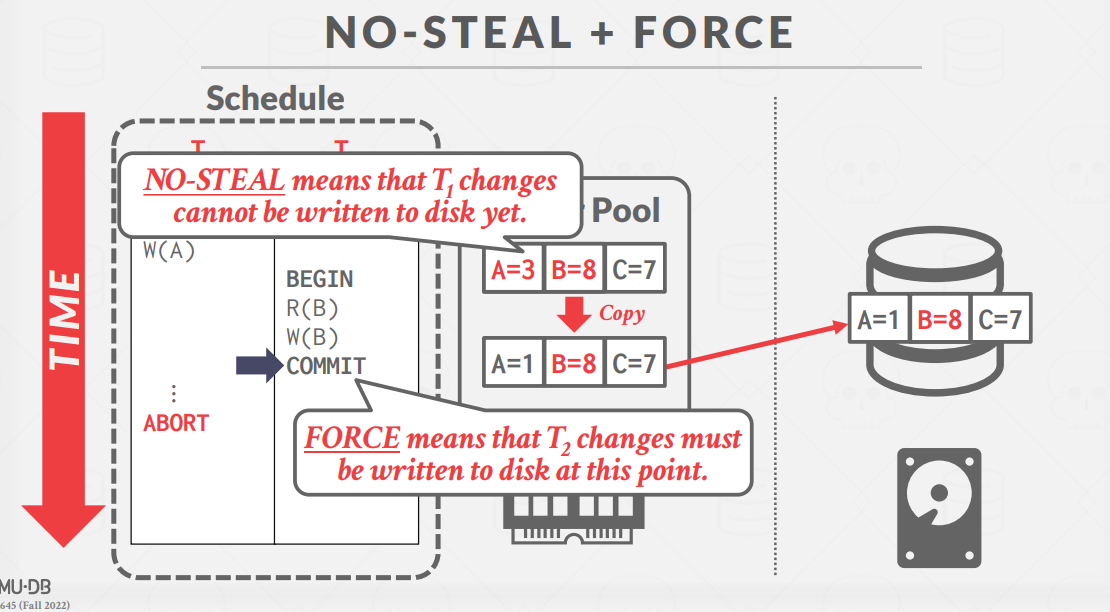 NO-STEAL + FORCE
Schedule
T T
NO-STEAL means that T1 changes
cannot be written to disk yet.
Pool
W(A)
BEGIN
R(B)
W(B)
COMMIT
⋮
ABORT
TIME
A=3 B=8 C=7
Copy
A=1 B=8 C=7
A=1 B=8 C=7
FORCE means that T2 changes must
be written to disk at this point.
MU·DB
645 (Fall 2022)